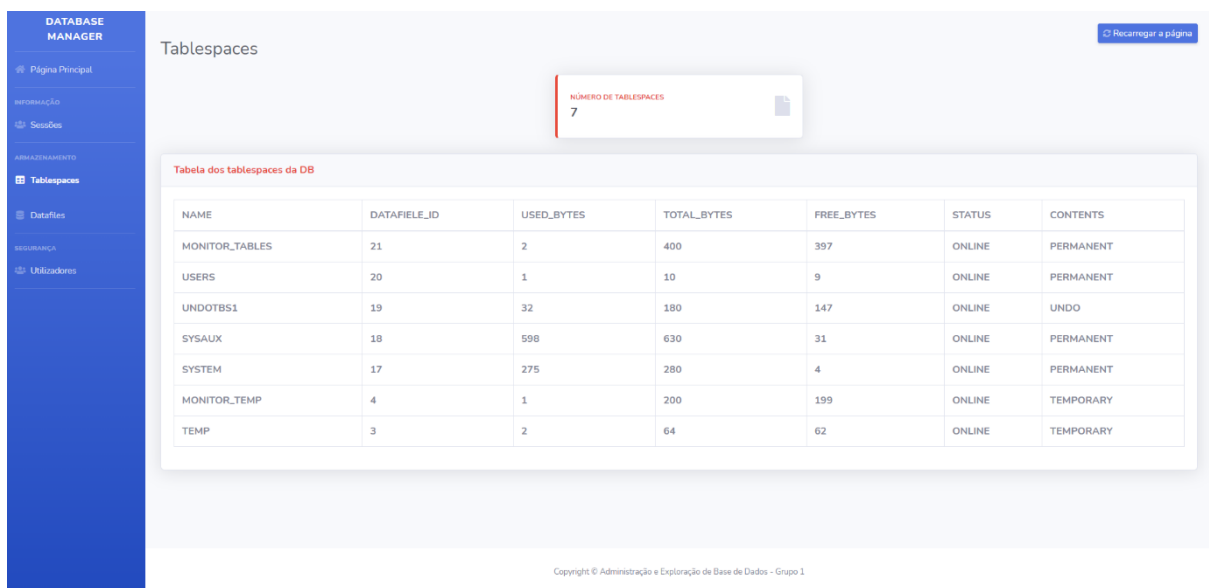 DATABASE
MANAGER
Página Principal
INFORMAÇÃO
Sessões
ARMAZENAMENTO
Tablespaces
Datafiles
SEGURANÇA
Utilizadores
Tablespaces
Recarregar a página
NÚMERO DE TABLESPACES
7
Tabela dos tablespaces da DB
NAME DATAFIELE_ID USED_BYTES TOTAL_BYTES FREE_BYTES STATUS CONTENTS
MONITOR_TABLES 21 2 400 397 ONLINE PERMANENT
USERS 20 1 10 9 ONLINE PERMANENT
UNDOTBS1 19 32 180 147 ONLINE UNDO
SYSAUX 18 598 630 31 ONLINE PERMANENT
SYSTEM 17 275 280 4 ONLINE PERMANENT
MONITOR_TEMP 4 1 200 199 ONLINE TEMPORARY
TEMP 3 2 64 62 ONLINE TEMPORARY
Copyright © Administração e Exploração de Base de Dados - Grupo 1